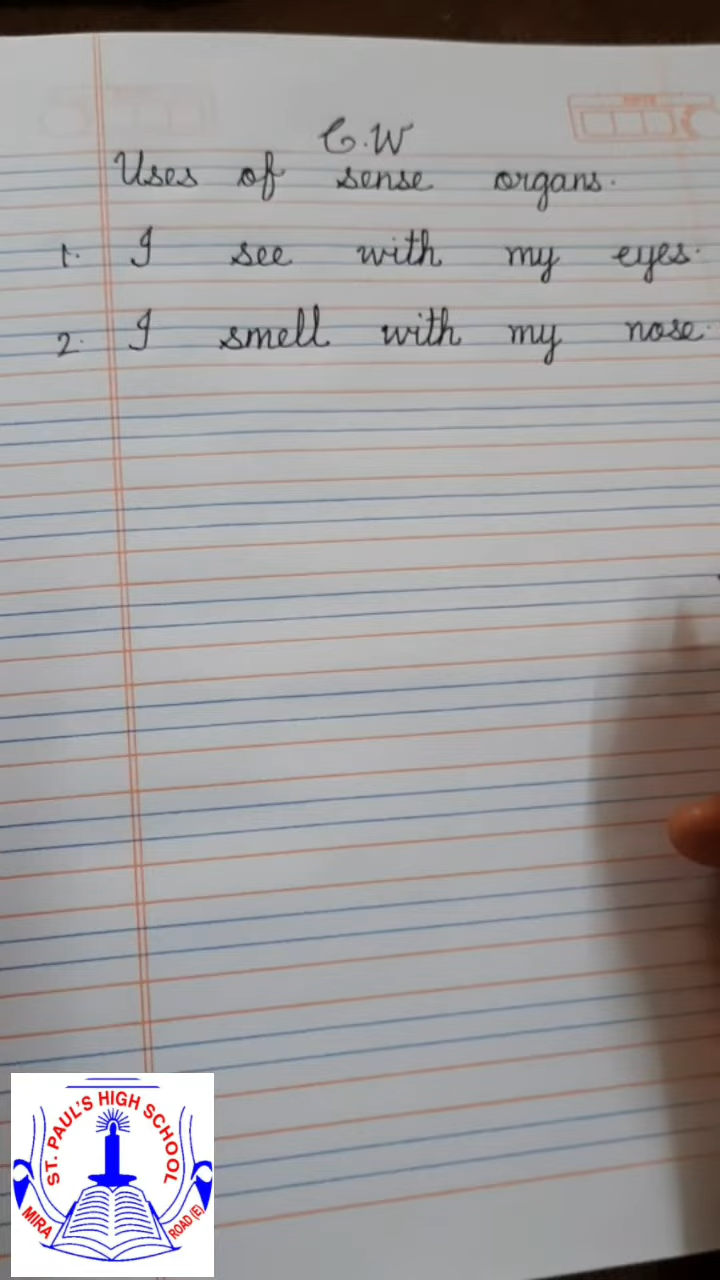 C.W
Uses of sense organs.
1. I see with my eyes.
2. I smell with my nose.
ST. PAUL'S HIGH SCHOOL
MIRA ROAD (E)